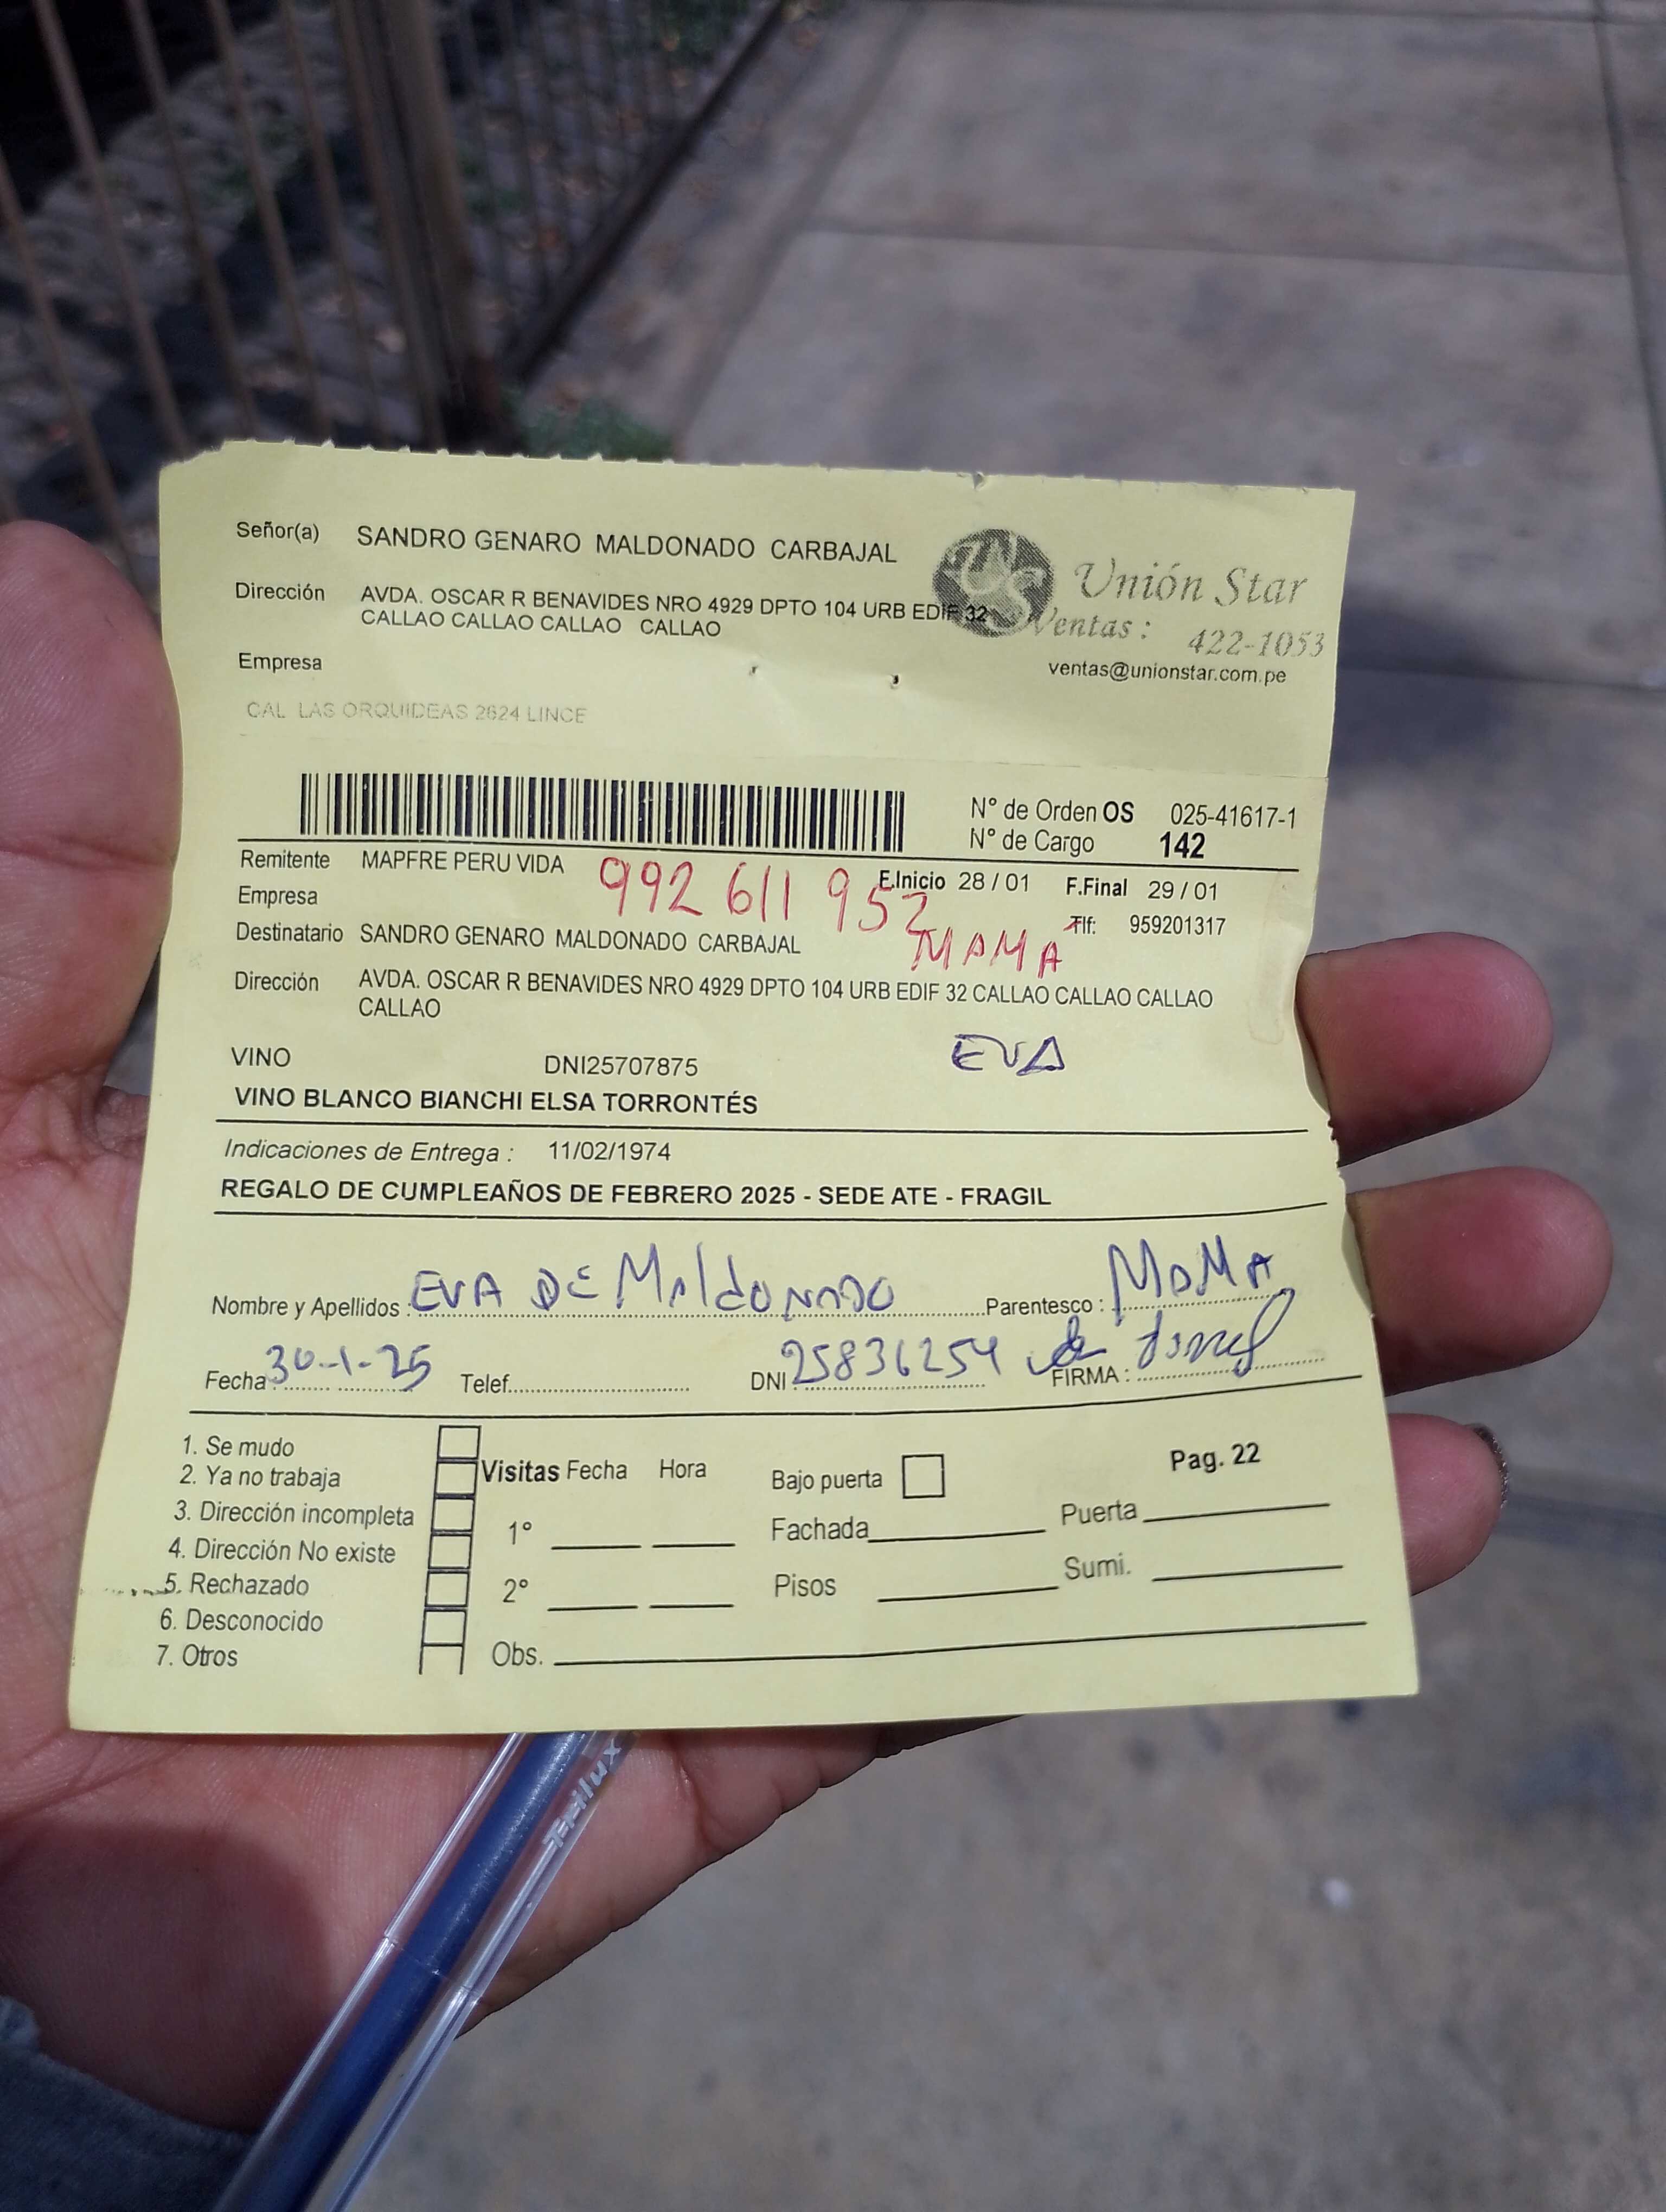 Señor(a) SANDRO GENARO MALDONADO CARBAJAL
Unión Star
Dirección AVDA. OSCAR R BENAVIDES NRO 4929 DPTO 104 URB EDIF 32
CALLAO CALLAO CALLAO CALLAO
Ventas : 422-1053
Empresa
ventas@unionstar.com.pe
CAL LAS ORQUIDEAS 2624 LINCE
N° de Orden OS 025-41617-1
N° de Cargo 142
Remitente MAPFRE PERU VIDA
992 611 952
F.Inicio 28 / 01 F.Final 29 / 01
Empresa
MAMA
Tlf: 959201317
Destinatario SANDRO GENARO MALDONADO CARBAJAL
Dirección AVDA. OSCAR R BENAVIDES NRO 4929 DPTO 104 URB EDIF 32 CALLAO CALLAO CALLAO
CALLAO
EVA
VINO DNI25707875
VINO BLANCO BIANCHI ELSA TORRONTÉS
Indicaciones de Entrega : 11/02/1974
REGALO DE CUMPLEAÑOS DE FEBRERO 2025 - SEDE ATE - FRAGIL
Nombre y Apellidos : EVA DE MAldoNADO Parentesco : MAMA
Fecha 30-1-25 Telef. DNI : 25836254 FIRMA :
1. Se mudo
2. Ya no trabaja
3. Dirección incompleta
4. Dirección No existe
5. Rechazado
6. Desconocido
7. Otros
Visitas Fecha Hora
1°
2°
Obs.
Bajo puerta
Fachada
Pisos
Pag. 22
Puerta
Sumi.